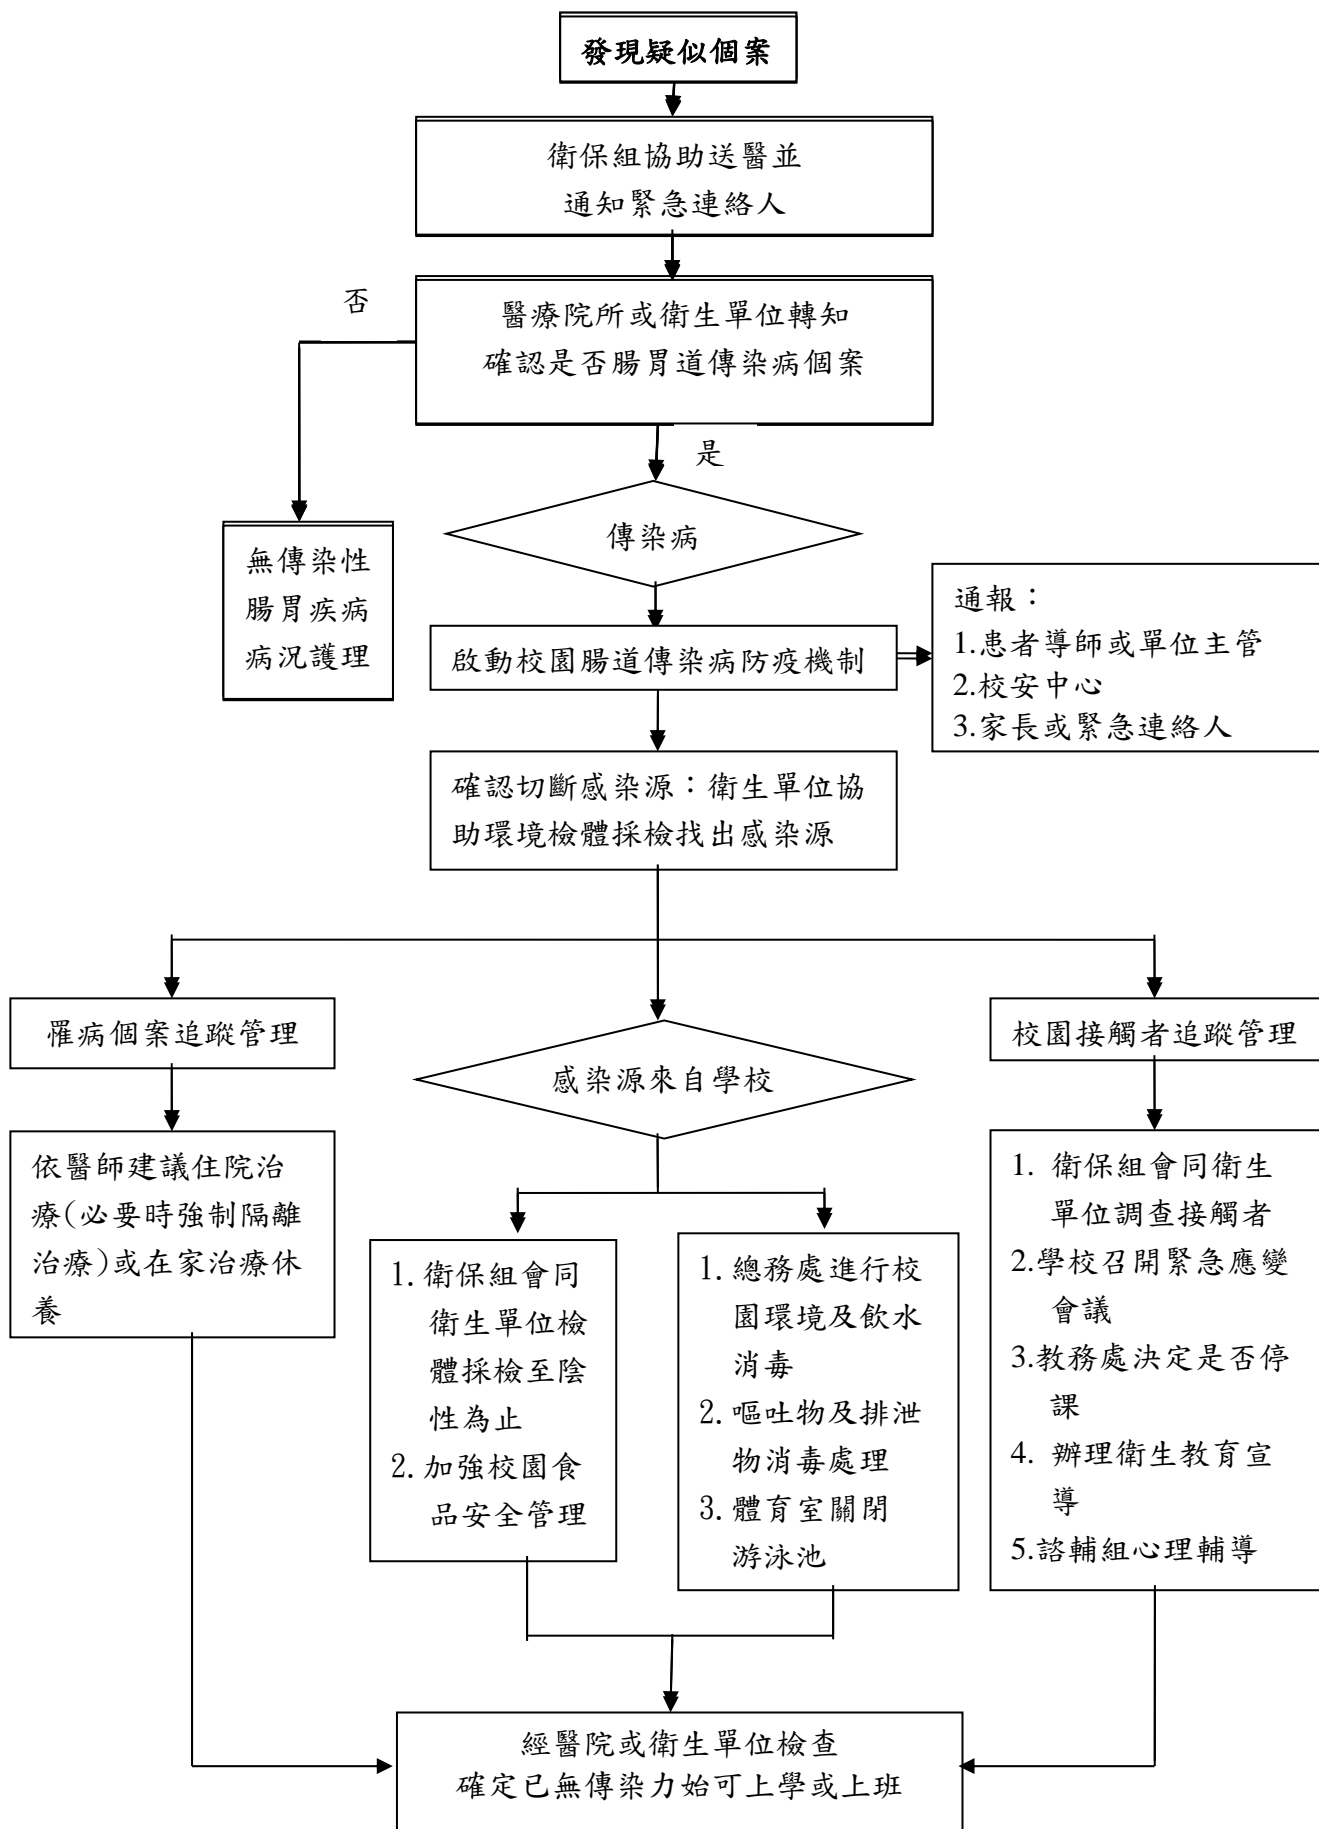 發現疑似個案
衛保組協助送醫並
通知緊急連絡人
否
醫療院所或衛生單位轉知
確認是否腸胃道傳染病個案
是
傳染病
無傳染性
腸胃疾病
病況護理
啟動校園腸道傳染病防疫機制
通報：
1.患者導師或單位主管
2.校安中心
3.家長或緊急連絡人
確認切斷感染源：衛生單位協
助環境檢體採檢找出感染源
罹病個案追蹤管理
感染源來自學校
校園接觸者追蹤管理
依醫師建議住院治
療(必要時強制隔離
治療)或在家治療休
養
1. 衛保組會同
衛生單位檢
體採檢至陰
性為止
2. 加強校園食
品安全管理
1. 總務處進行校
園環境及飲水
消毒
2. 嘔吐物及排泄
物消毒處理
3. 體育室關閉
游泳池
1. 衛保組會同衛生
單位調查接觸者
2.學校召開緊急應變
會議
3.教務處決定是否停
課
4. 辦理衛生教育宣
導
5.諮輔組心理輔導
經醫院或衛生單位檢查
確定已無傳染力始可上學或上班